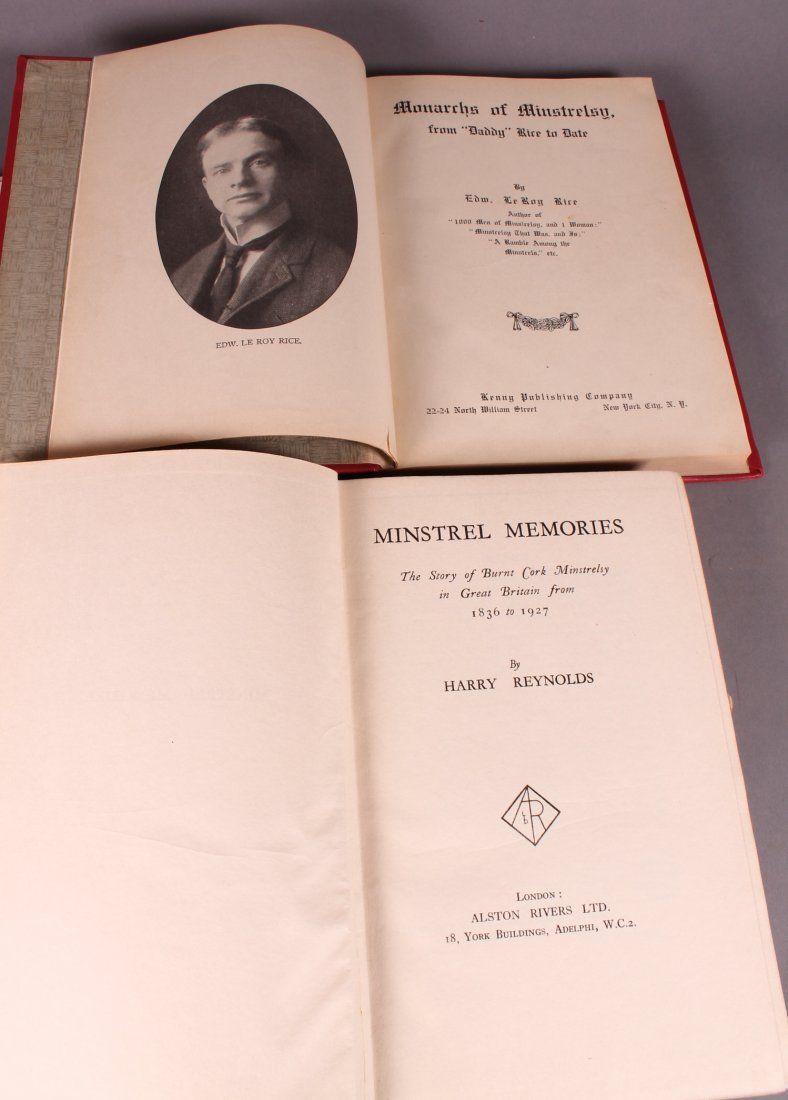 EDW. LE ROY RICE.
Monarchs of Minstrelsy,
from "Daddy" Rice to Date
By
Edw. Le Roy Rice
Author of
"1000 Men of Minstrelsy, and 1 Woman:"
"Minstrelsy That Was, and Is;"
"A Ramble Among the
Minstrels," etc.
Kenny Publishing Company
22-24 North William Street New York City, N. Y.
MINSTREL MEMORIES
The Story of Burnt Cork Minstrelsy
in Great Britain from
1836 to 1927
By
HARRY REYNOLDS
A R Ltd
LONDON:
ALSTON RIVERS LTD.
18, YORK BUILDINGS, ADELPHI, W.C.2.